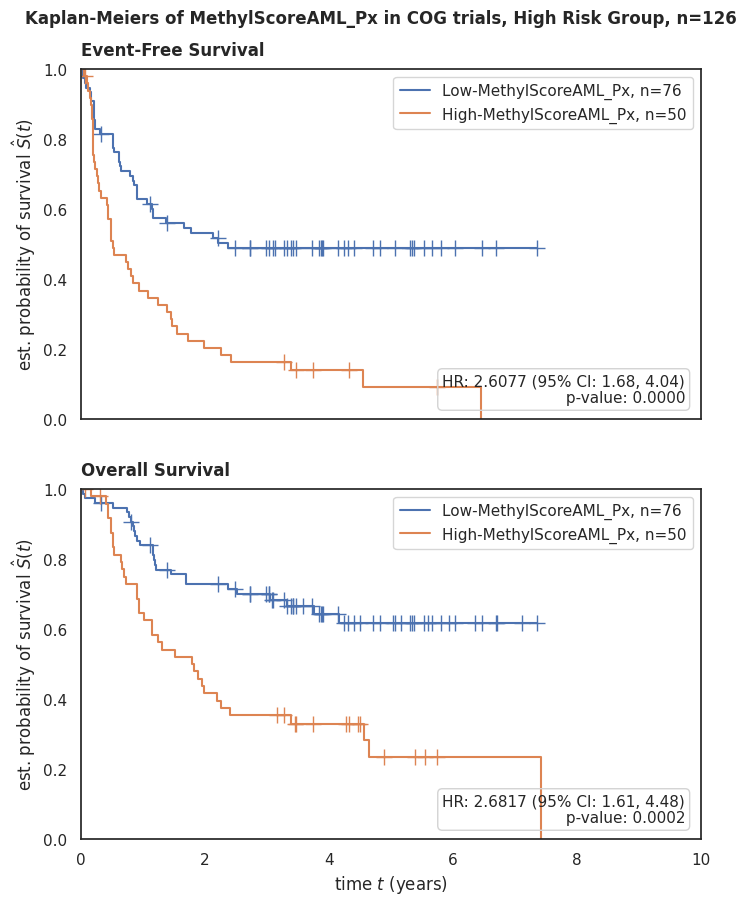 Kaplan-Meiers of MethylScoreAML_Px in COG trials, High Risk Group, n=126
Event-Free Survival
1.0
0.8
0.6
0.4
0.2
0.0
est. probability of survival Ŝ(t)
Low-MethylScoreAML_Px, n=76
High-MethylScoreAML_Px, n=50
HR: 2.6077 (95% CI: 1.68, 4.04)
p-value: 0.0000
Overall Survival
1.0
0.8
0.6
0.4
0.2
0.0
est. probability of survival Ŝ(t)
Low-MethylScoreAML_Px, n=76
High-MethylScoreAML_Px, n=50
HR: 2.6817 (95% CI: 1.61, 4.48)
p-value: 0.0002
0 2 4 6 8 10
time t (years)